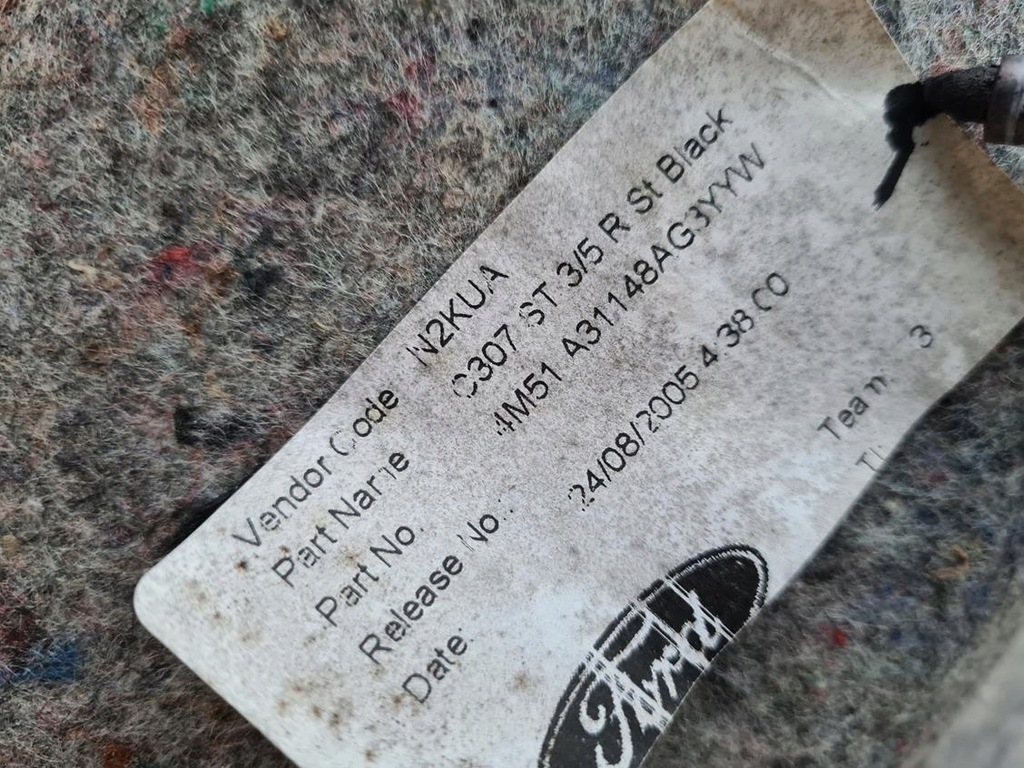 Vendor Code N2KUA
Part Name C307 ST 3/5 R St Black
Part No. 4M51 A31148AG3YYW
Release No.:
Date: 24/08/2005 4 38 00
Team 3
Ford